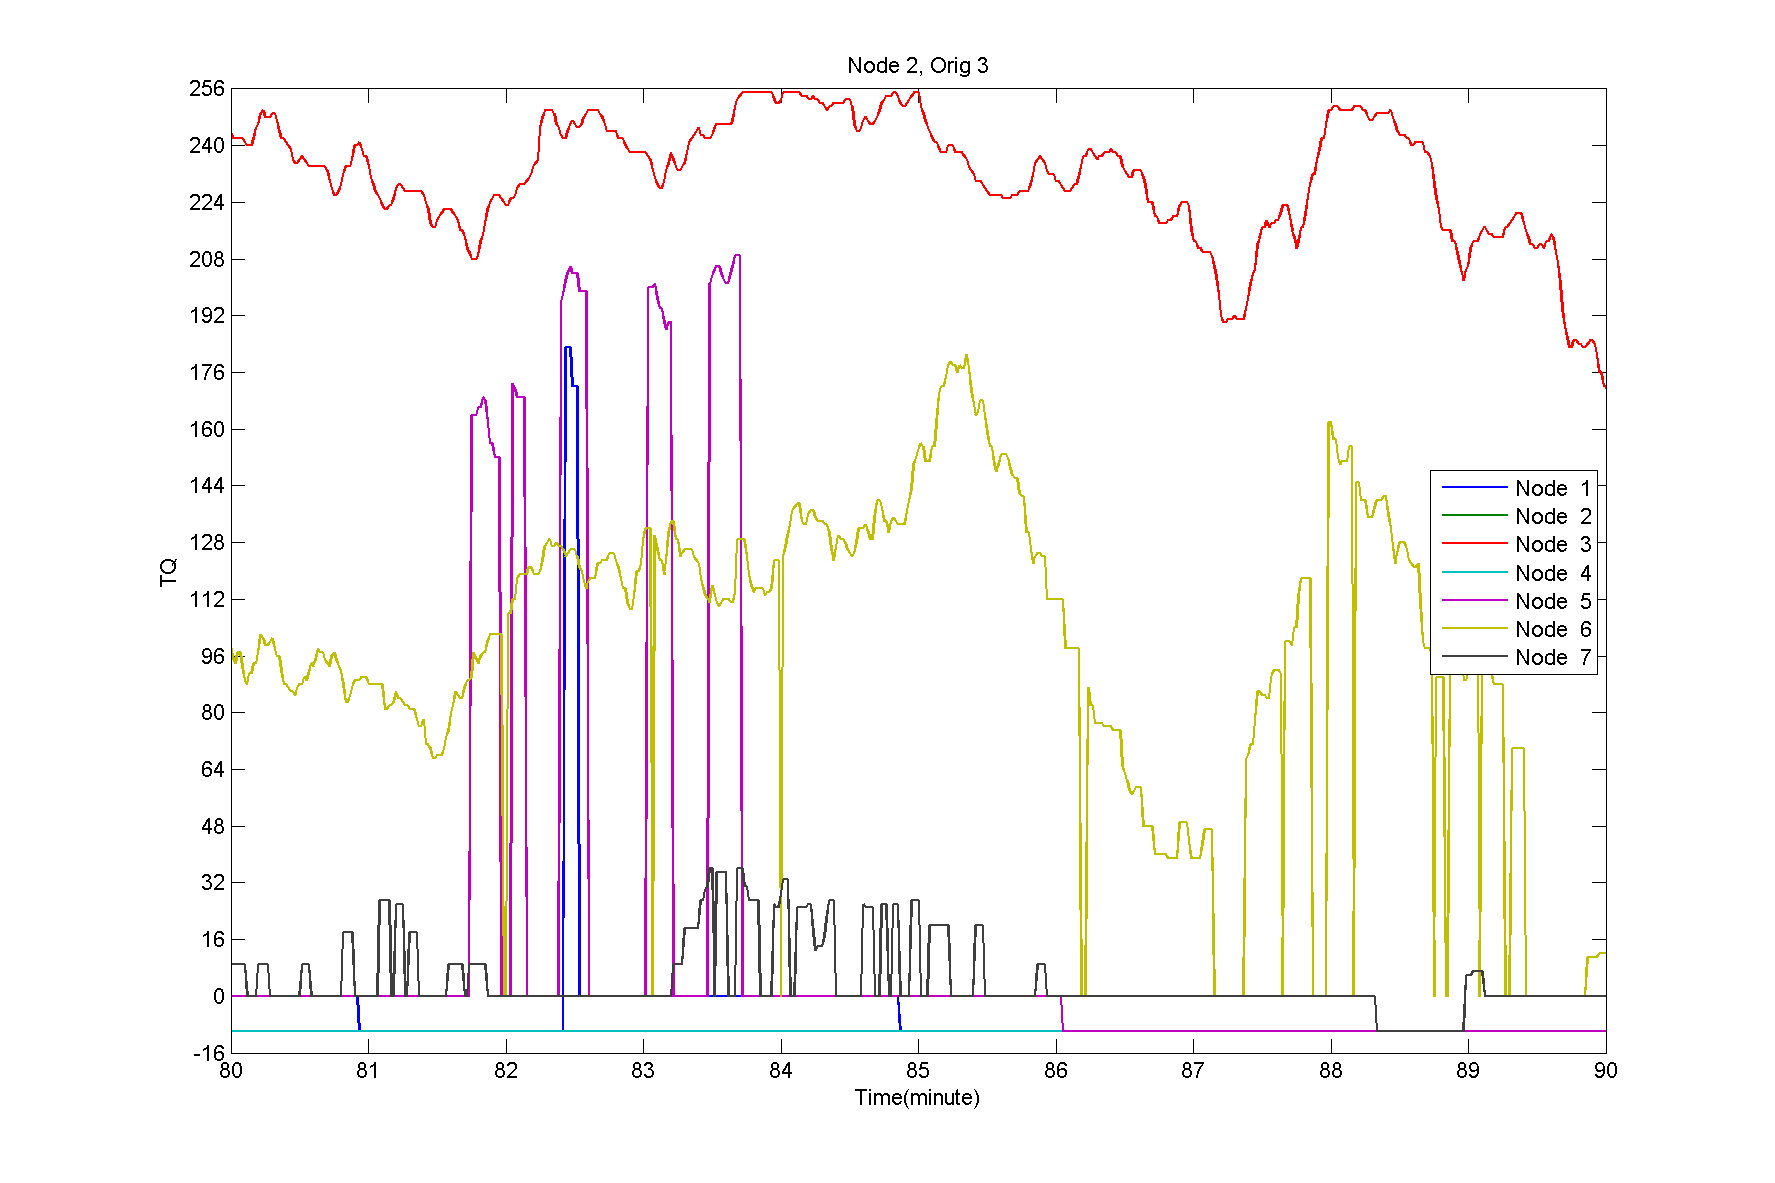 Node 2, Orig 3
256
240
224
208
192
176
160
144
128
112
96
80
64
48
32
16
0
-16
TQ
Node 1
Node 2
Node 3
Node 4
Node 5
Node 6
Node 7
80 81 82 83 84 85 86 87 88 89 90
Time(minute)